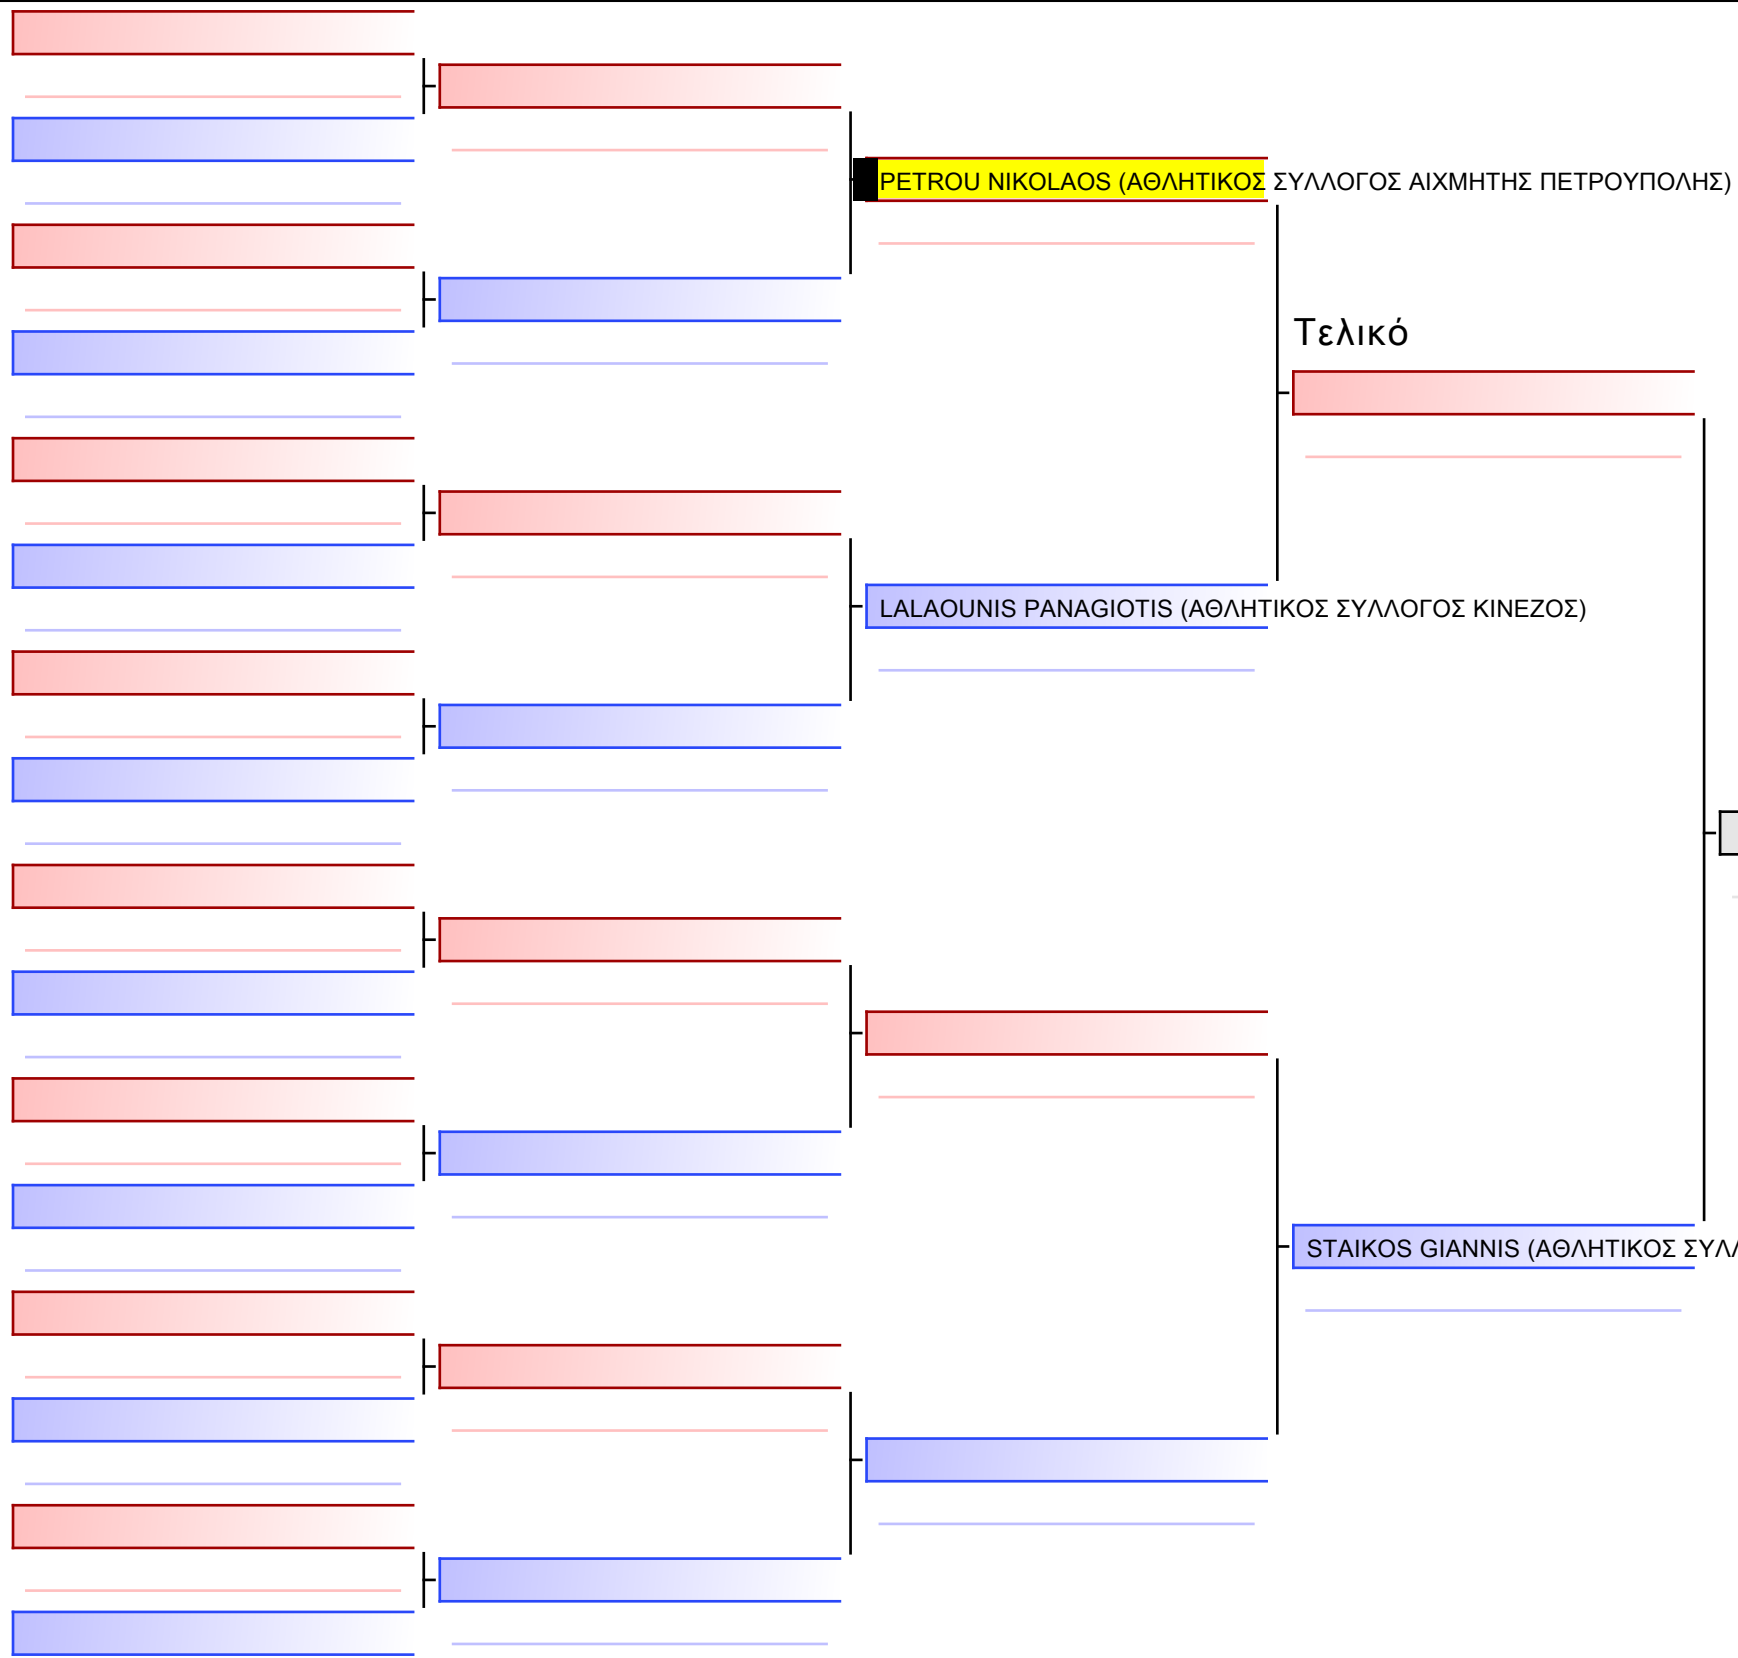 PETROU NIKOLAOS (ΑΘΛΗΤΙΚΟΣ ΣΥΛΛΟΓΟΣ ΑΙΧΜΗΤΗΣ ΠΕΤΡΟΥΠΟΛΗΣ)
Τελικό
LALAOUNIS PANAGIOTIS (ΑΘΛΗΤΙΚΟΣ ΣΥΛΛΟΓΟΣ ΚΙΝΕΖΟΣ)
STAIKOS GIANNIS (ΑΘΛΗΤΙΚΟΣ